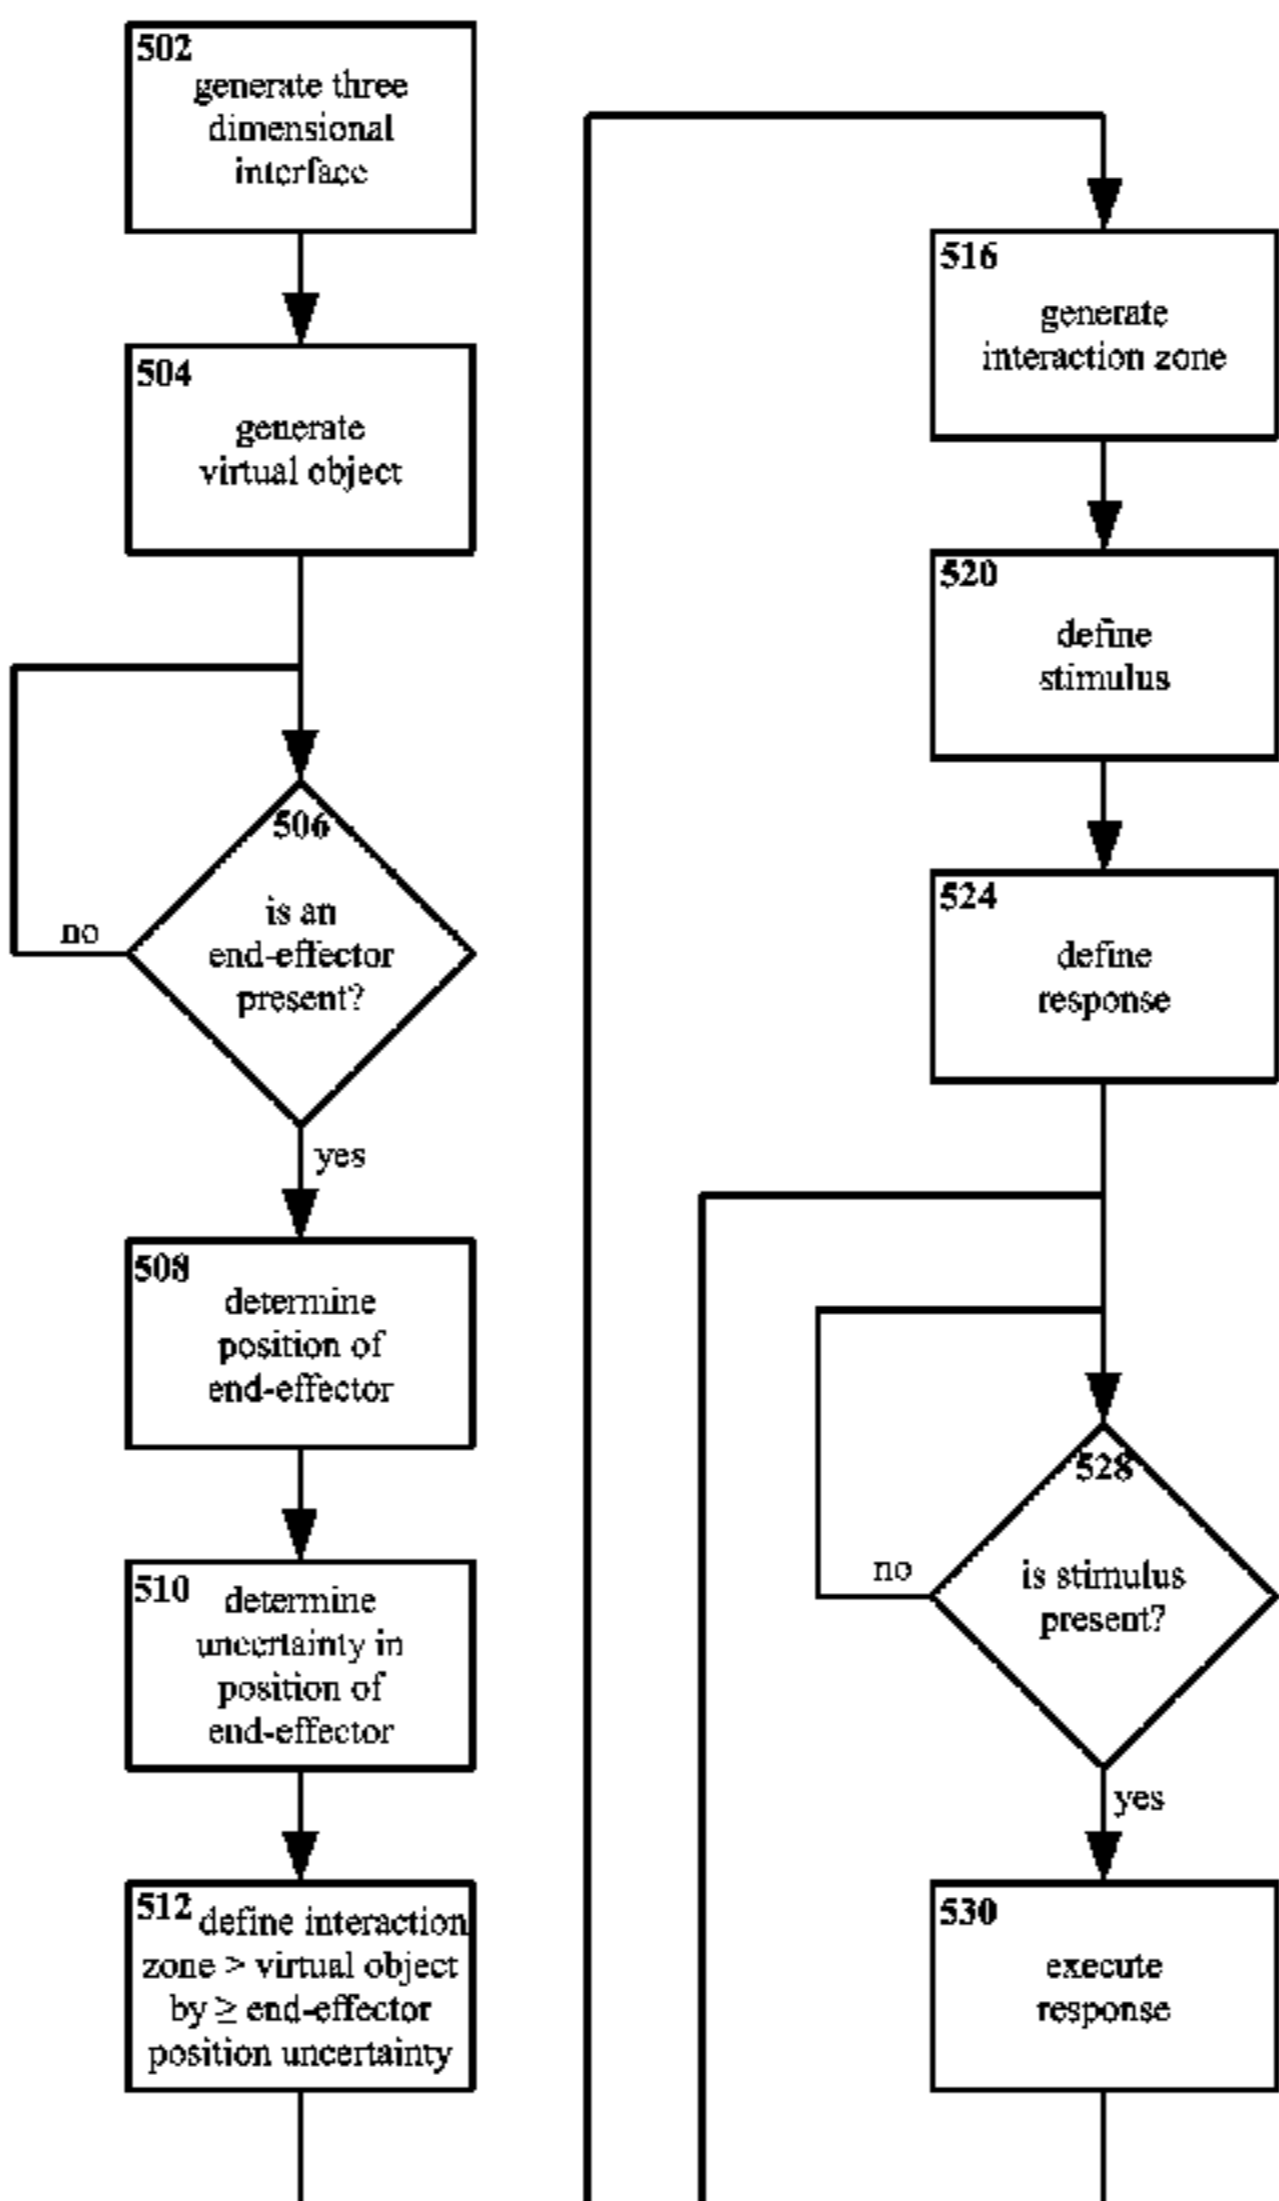 502
generate three
dimensional
interface
504
generate
virtual object
506
is an
end-effector
present?
no
yes
508
determine
position of
end-effector
510
determine
uncertainty in
position of
end-effector
512
define interaction
zone > virtual object
by ≥ end-effector
position uncertainty
516
generate
interaction zone
520
define
stimulus
524
define
response
528
is stimulus
present?
no
yes
530
execute
response